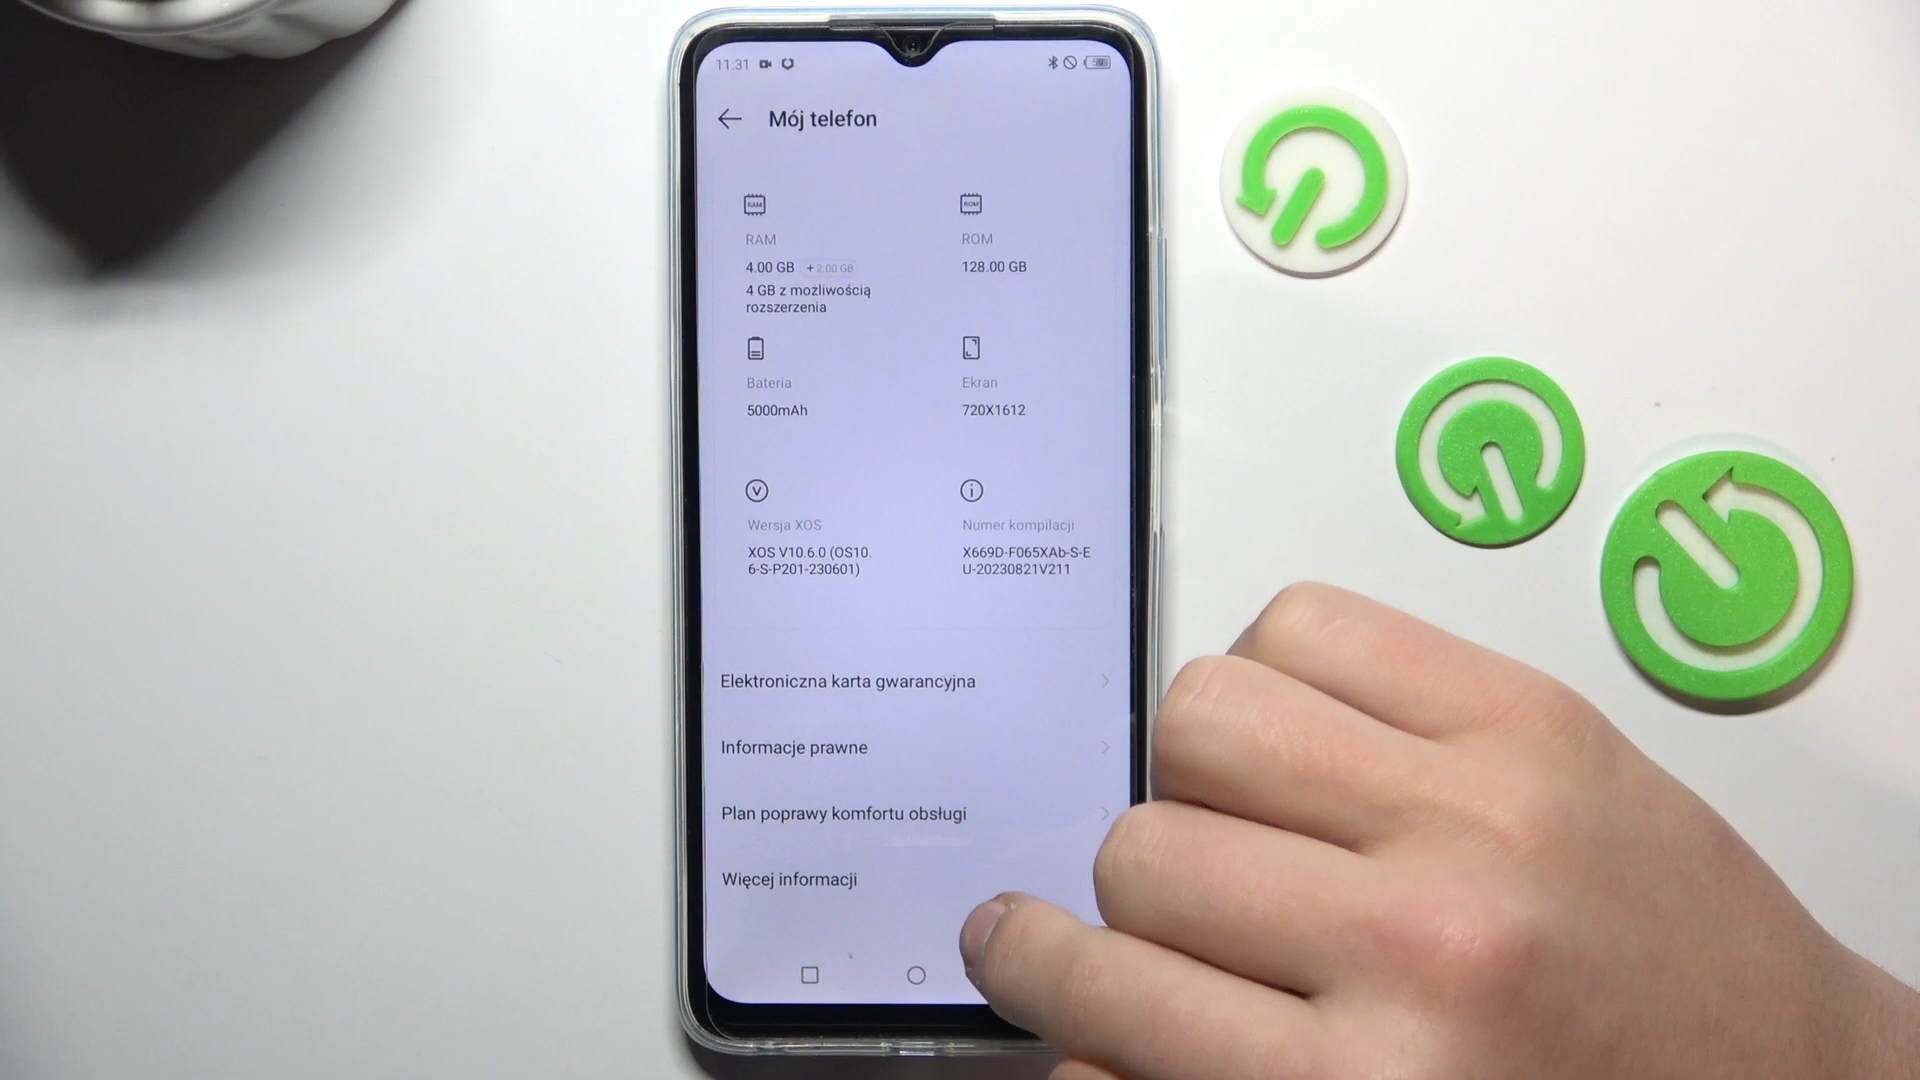 11:31
Mój telefon
RAM ROM
RAM ROM
4.00 GB +2.00 GB 128.00 GB
4 GB z możliwością
rozszerzenia
Bateria Ekran
5000mAh 720X1612
Wersja XOS Numer kompilacji
XOS V10.6.0 (OS10. X669D-F065XAb-S-E
6-S-P201-230601) U-20230821V211
Elektroniczna karta gwarancyjna
Informacje prawne
Plan poprawy komfortu obsługi
Więcej informacji